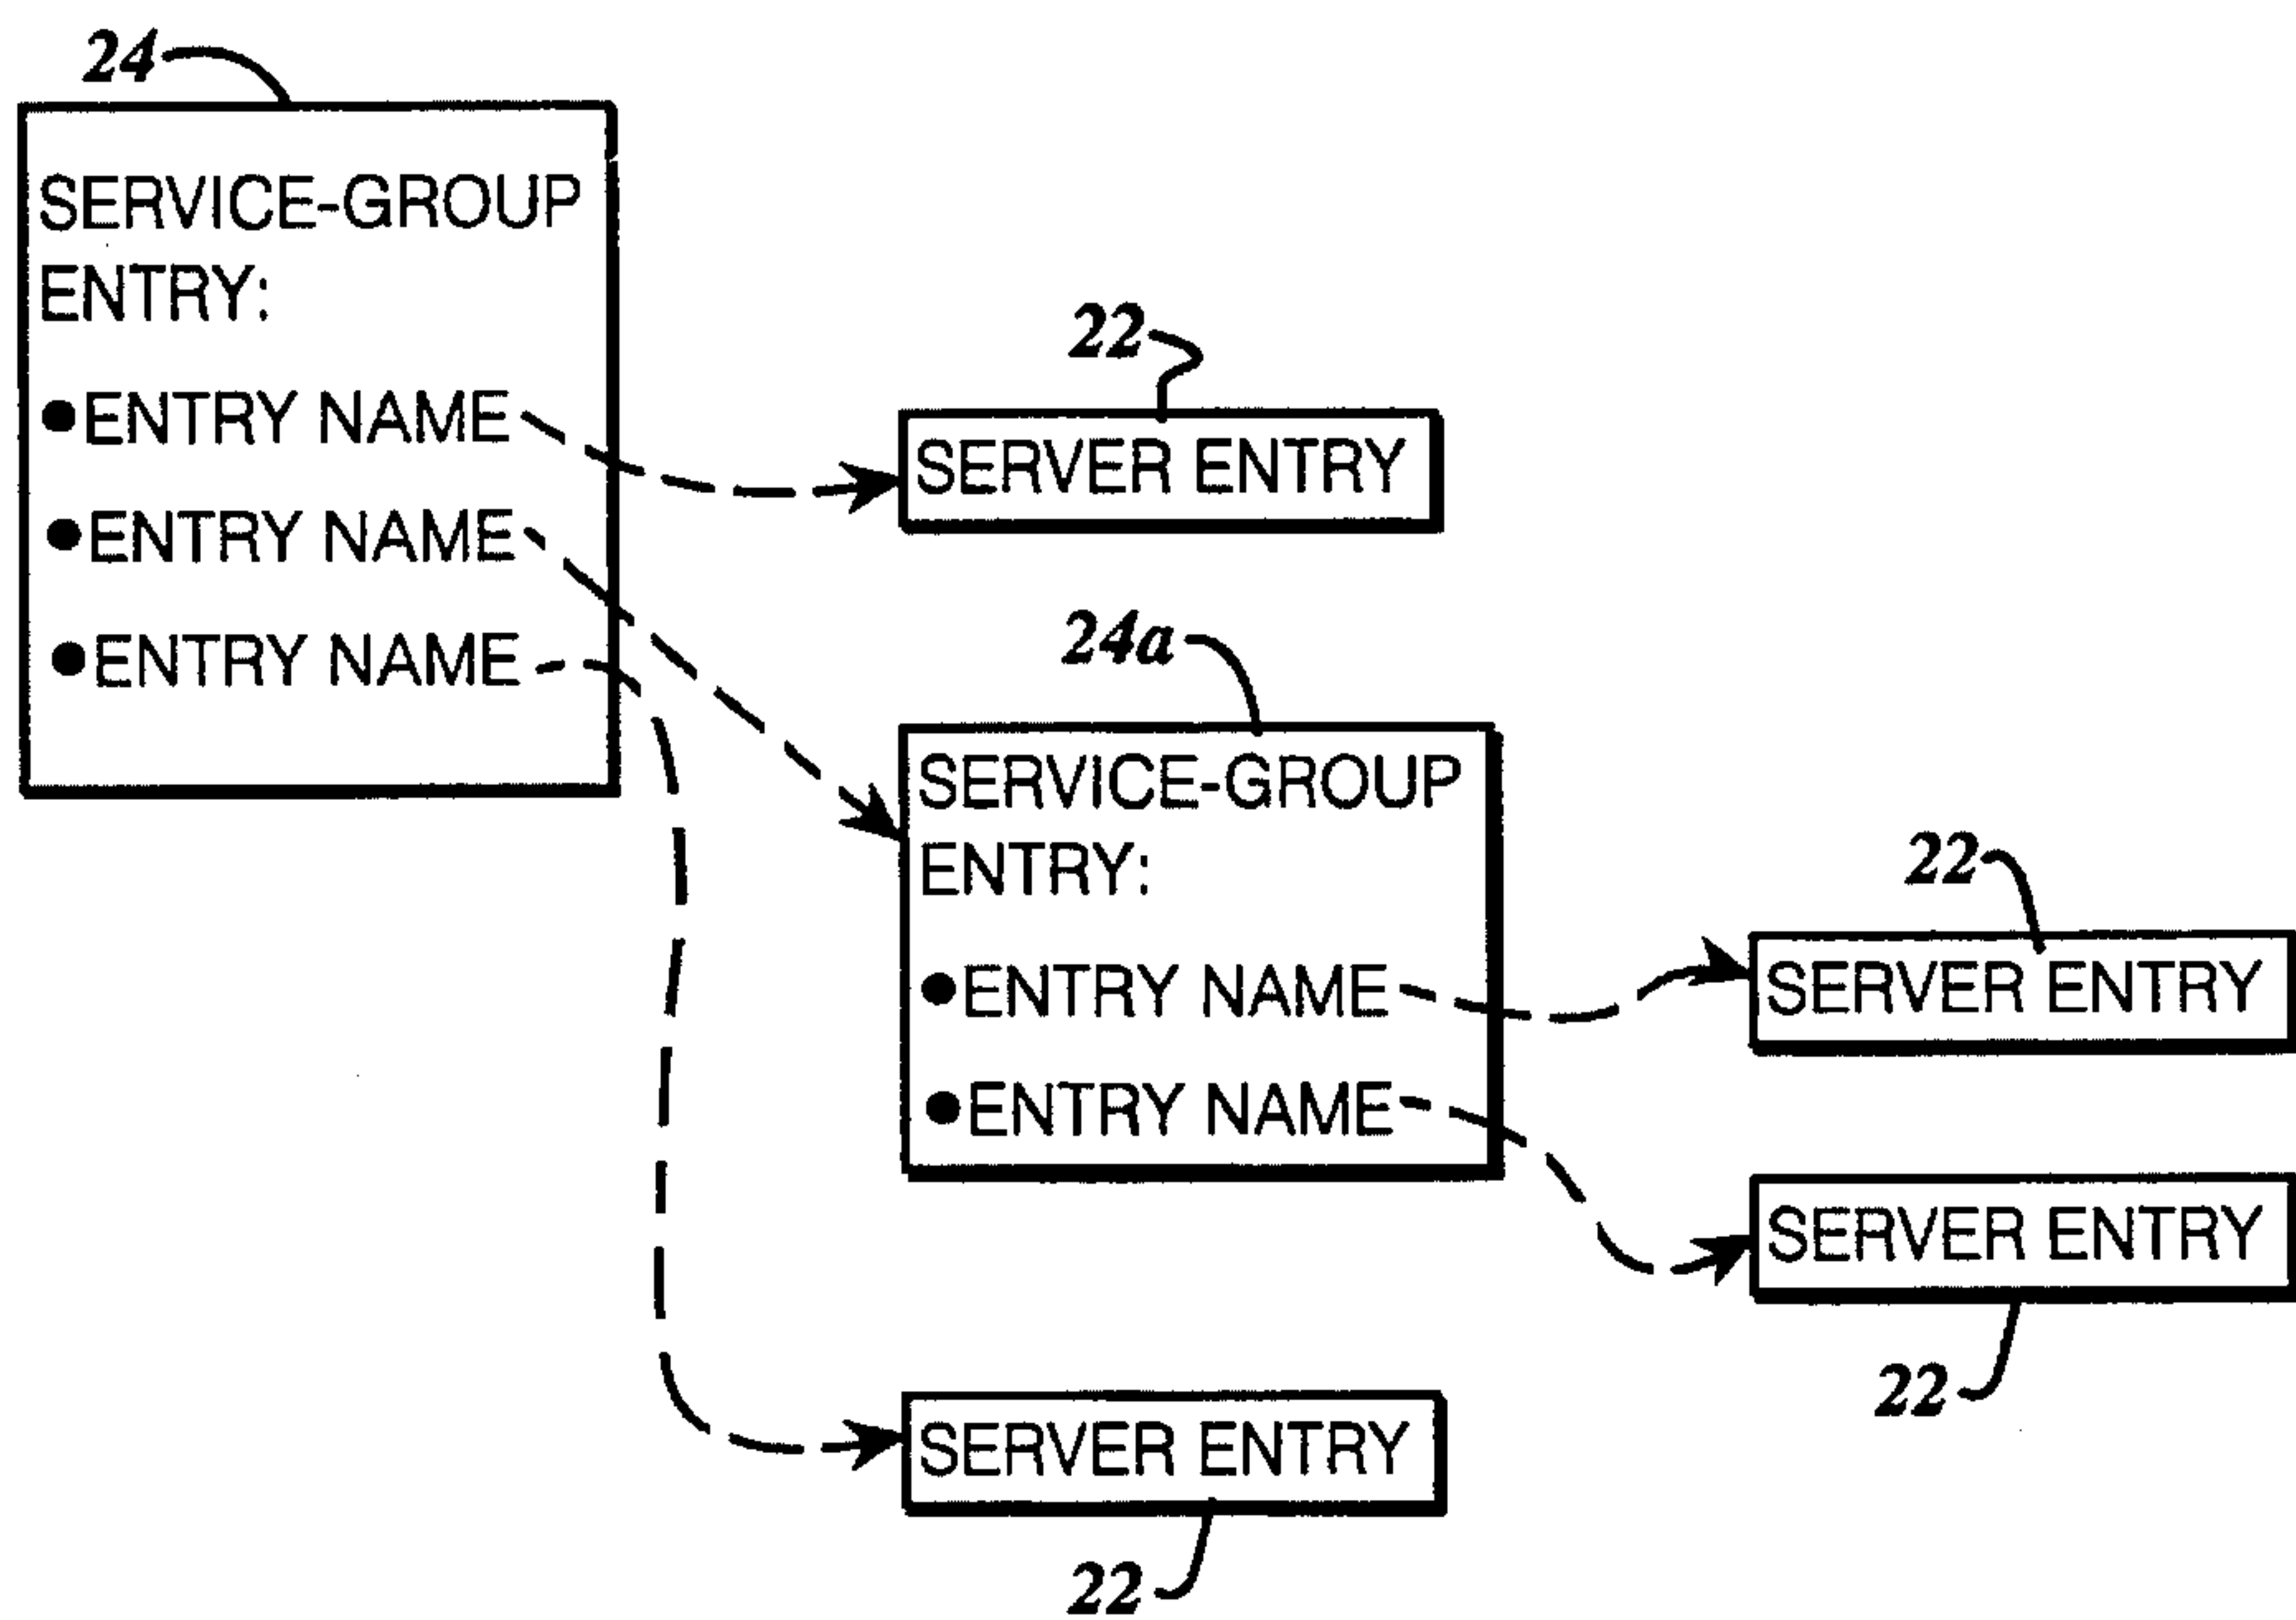 24
SERVICE-GROUP
ENTRY:
●ENTRY NAME
●ENTRY NAME
●ENTRY NAME
22
SERVER ENTRY
24a
SERVICE-GROUP
ENTRY:
●ENTRY NAME
●ENTRY NAME
22
SERVER ENTRY
SERVER ENTRY
22
SERVER ENTRY
22